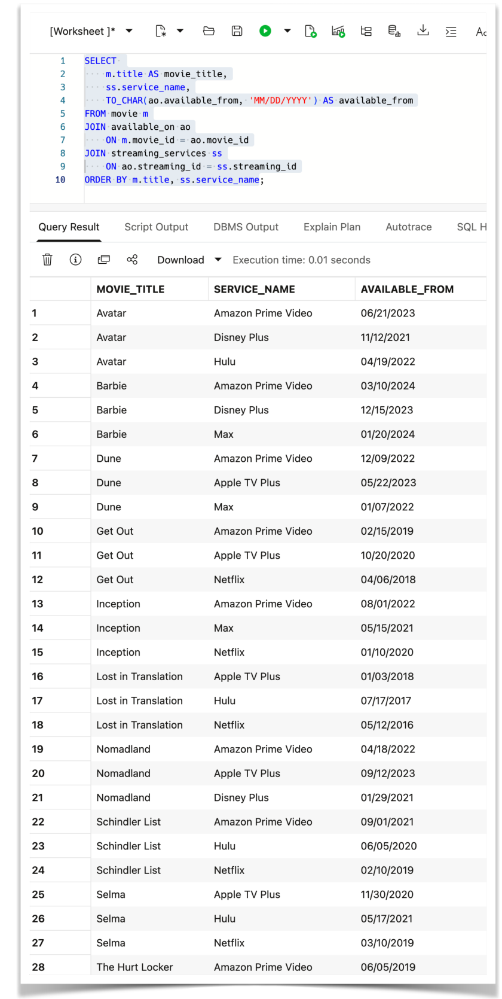 [Worksheet ]*
1 SELECT
2 m.title AS movie_title,
3 ss.service_name,
4 TO_CHAR(ao.available_from, 'MM/DD/YYYY') AS available_from
5 FROM movie m
6 JOIN available_on ao
7 ON m.movie_id = ao.movie_id
8 JOIN streaming_services ss
9 ON ao.streaming_id = ss.streaming_id
10 ORDER BY m.title, ss.service_name;
Query Result Script Output DBMS Output Explain Plan Autotrace SQL H
Download Execution time: 0.01 seconds
MOVIE_TITLE SERVICE_NAME AVAILABLE_FROM
1 Avatar Amazon Prime Video 06/21/2023
2 Avatar Disney Plus 11/12/2021
3 Avatar Hulu 04/19/2022
4 Barbie Amazon Prime Video 03/10/2024
5 Barbie Disney Plus 12/15/2023
6 Barbie Max 01/20/2024
7 Dune Amazon Prime Video 12/09/2022
8 Dune Apple TV Plus 05/22/2023
9 Dune Max 01/07/2022
10 Get Out Amazon Prime Video 02/15/2019
11 Get Out Apple TV Plus 10/20/2020
12 Get Out Netflix 04/06/2018
13 Inception Amazon Prime Video 08/01/2022
14 Inception Max 05/15/2021
15 Inception Netflix 01/10/2020
16 Lost in Translation Apple TV Plus 01/03/2018
17 Lost in Translation Hulu 07/17/2017
18 Lost in Translation Netflix 05/12/2016
19 Nomadland Amazon Prime Video 04/18/2022
20 Nomadland Apple TV Plus 09/12/2023
21 Nomadland Disney Plus 01/29/2021
22 Schindler List Amazon Prime Video 09/01/2021
23 Schindler List Hulu 06/05/2020
24 Schindler List Netflix 02/10/2019
25 Selma Apple TV Plus 11/30/2020
26 Selma Hulu 05/17/2021
27 Selma Netflix 03/10/2019
28 The Hurt Locker Amazon Prime Video 06/05/2019